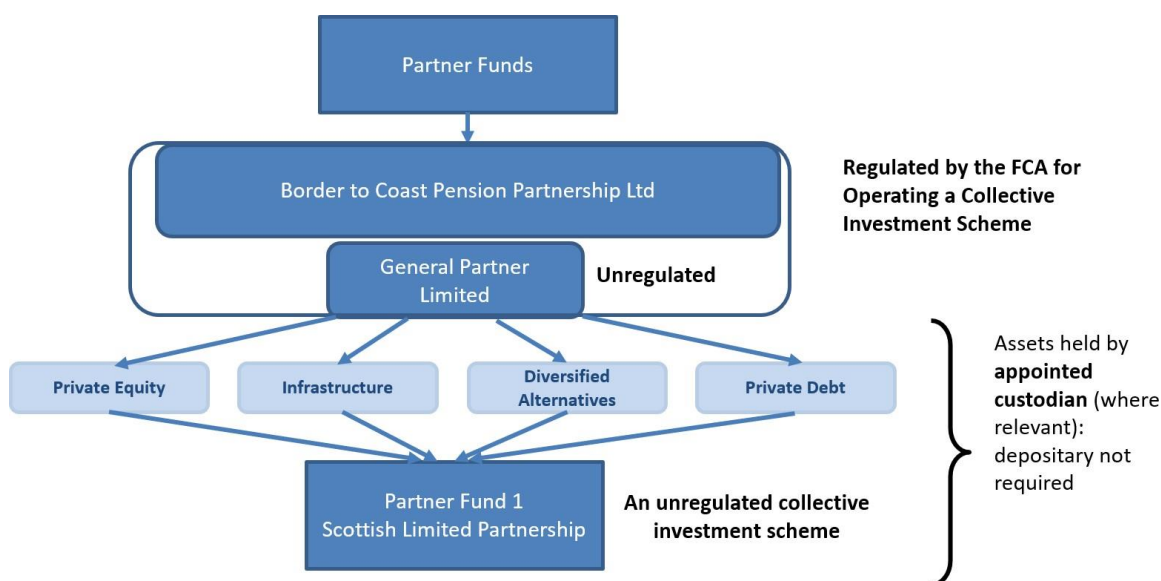 Partner Funds
Border to Coast Pension Partnership Ltd
Regulated by the FCA for
Operating a Collective
Investment Scheme
General Partner
Limited
Unregulated
Private Equity
Infrastructure
Diversified
Alternatives
Private Debt
Assets held by
appointed
custodian (where
relevant):
depositary not
required
Partner Fund 1
Scottish Limited Partnership
An unregulated collective
investment scheme